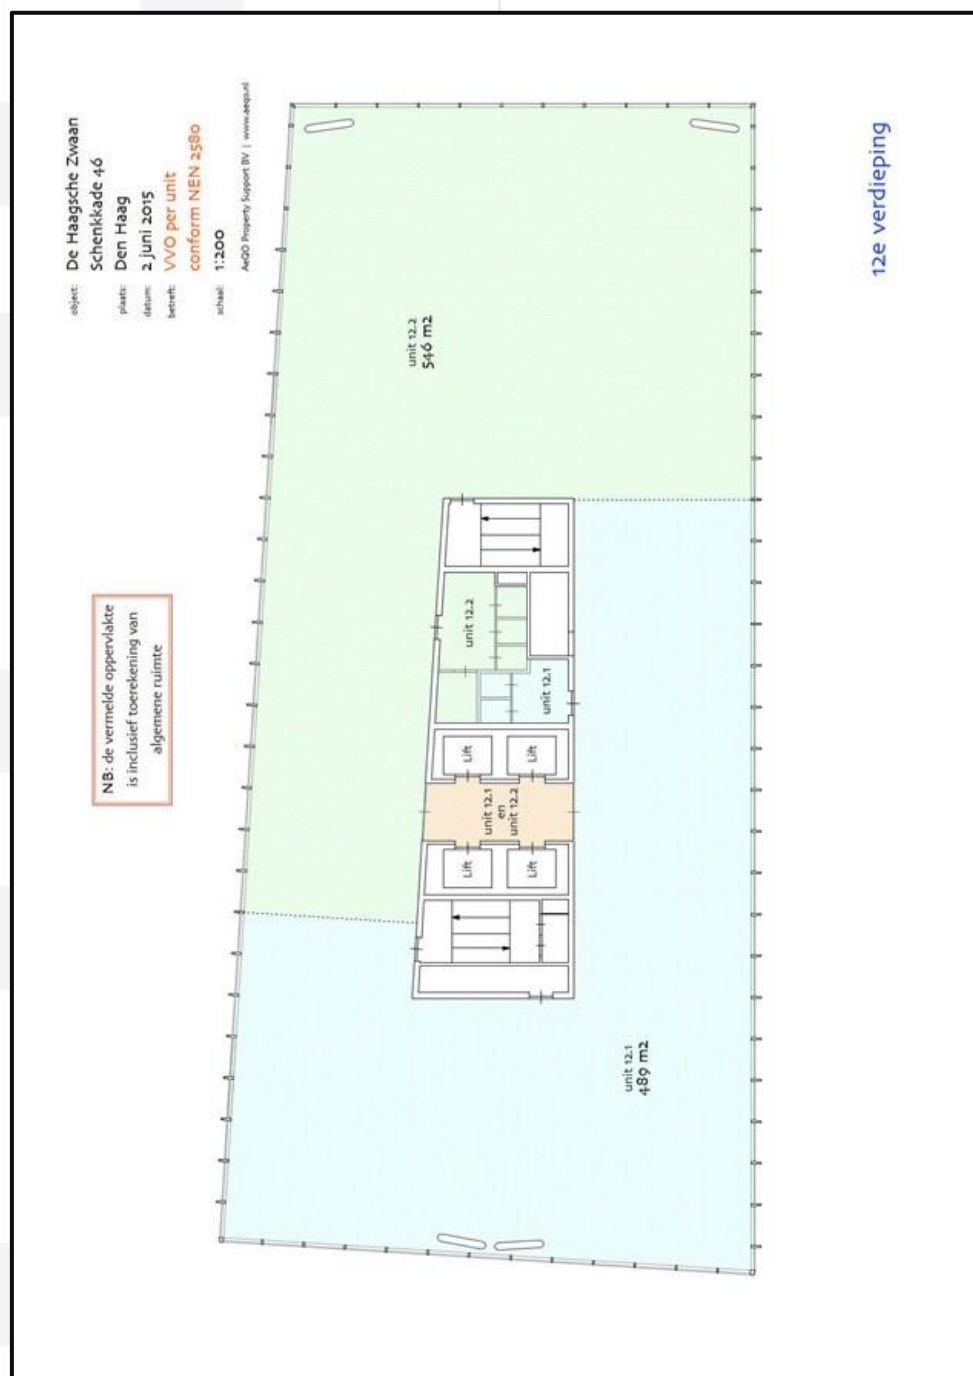 object: De Haagsche Zwaan
Schenkkade 46
plaats: Den Haag
datum: 2 juni 2015
betreft: VVO per unit
conform NEN 2580
schaal: 1:200
AeQO Property Support BV | www.aeqo.nl
NB: de vermelde oppervlakte
is inclusief toerekening van
algemene ruimte
unit 12.2
546 m2
unit 12.2
unit 12.1
Lift
Lift
unit 12.1
en
unit 12.2
Lift
Lift
unit 12.1
489 m2
12e verdieping